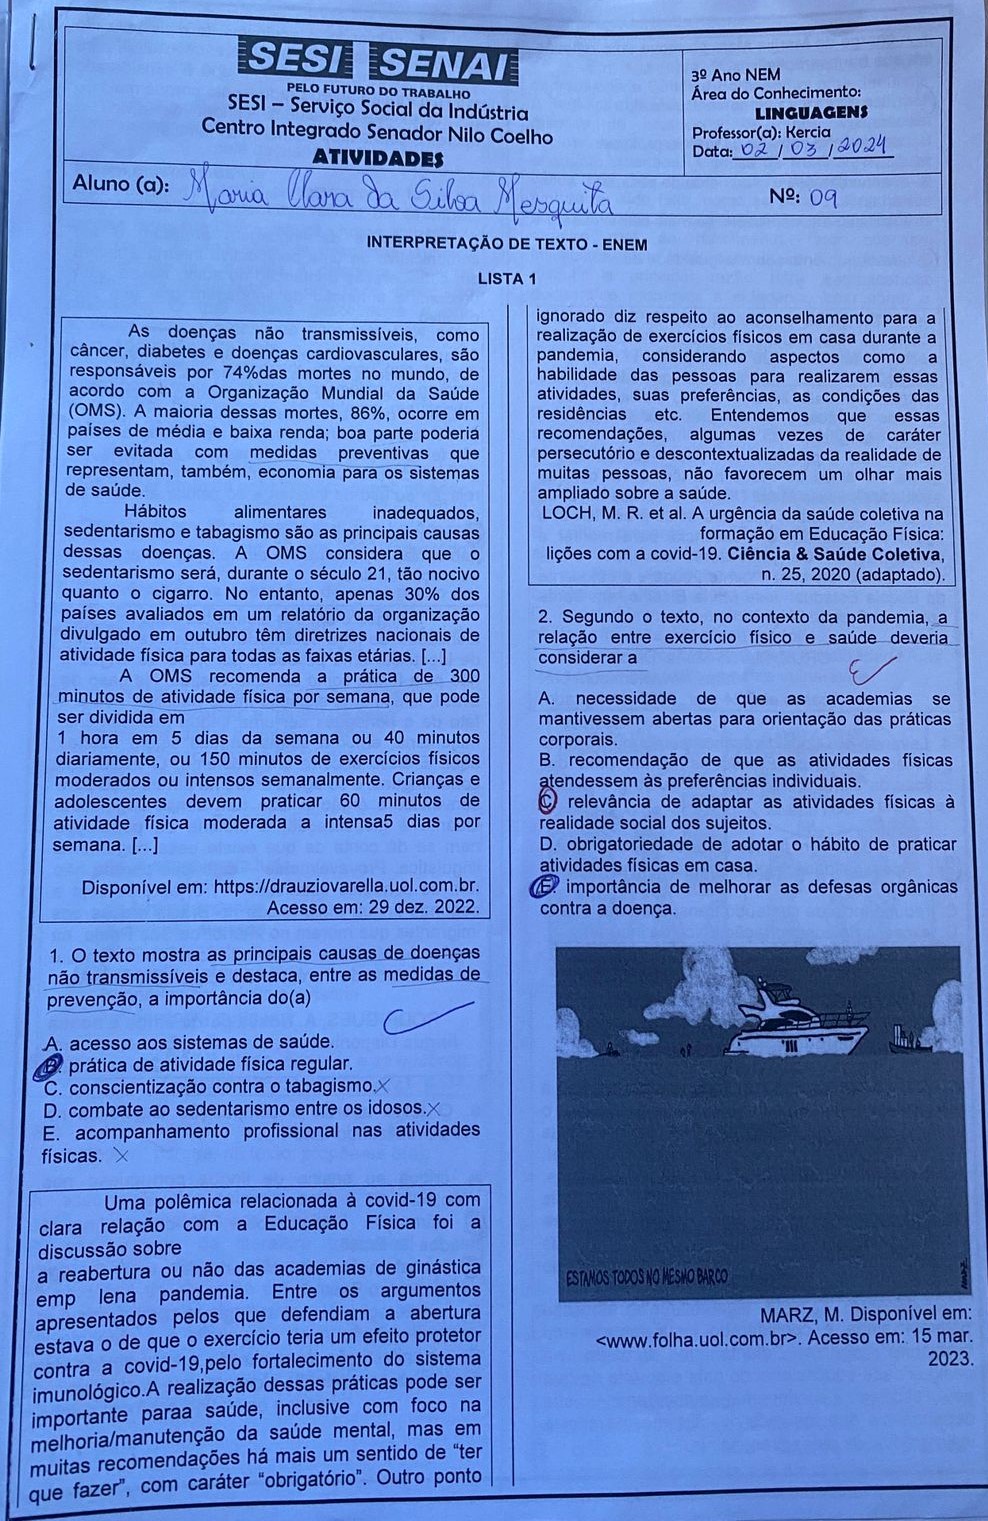 SESI SENAI
PELO FUTURO DO TRABALHO
SESI – Serviço Social da Indústria
Centro Integrado Senador Nilo Coelho
ATIVIDADES
3º Ano NEM
Área do Conhecimento:
LINGUAGENS
Professor(a): Kercia
Data: 02 / 03 / 2024
Aluno (a): Maria Clara da Silva Mesquita
Nº: 09
INTERPRETAÇÃO DE TEXTO - ENEM
LISTA 1
As doenças não transmissíveis, como
câncer, diabetes e doenças cardiovasculares, são
responsáveis por 74%das mortes no mundo, de
acordo com a Organização Mundial da Saúde
(OMS). A maioria dessas mortes, 86%, ocorre em
países de média e baixa renda; boa parte poderia
ser evitada com medidas preventivas que
representam, também, economia para os sistemas
de saúde.
Hábitos alimentares inadequados,
sedentarismo e tabagismo são as principais causas
dessas doenças. A OMS considera que o
sedentarismo será, durante o século 21, tão nocivo
quanto o cigarro. No entanto, apenas 30% dos
países avaliados em um relatório da organização
divulgado em outubro têm diretrizes nacionais de
atividade física para todas as faixas etárias. [...]
A OMS recomenda a prática de 300
minutos de atividade física por semana, que pode
ser dividida em
1 hora em 5 dias da semana ou 40 minutos
diariamente, ou 150 minutos de exercícios físicos
moderados ou intensos semanalmente. Crianças e
adolescentes devem praticar 60 minutos de
atividade física moderada a intensa5 dias por
semana. [...]
Disponível em: https://drauziovarella.uol.com.br.
Acesso em: 29 dez. 2022.
1. O texto mostra as principais causas de doenças
não transmissíveis e destaca, entre as medidas de
prevenção, a importância do(a)
C
A. acesso aos sistemas de saúde.
B. prática de atividade física regular.
C. conscientização contra o tabagismo.X
D. combate ao sedentarismo entre os idosos.X
E. acompanhamento profissional nas atividades
físicas. X
Uma polêmica relacionada à covid-19 com
clara relação com a Educação Física foi a
discussão sobre
a reabertura ou não das academias de ginástica
emp lena pandemia. Entre os argumentos
apresentados pelos que defendiam a abertura
estava o de que o exercício teria um efeito protetor
contra a covid-19,pelo fortalecimento do sistema
imunológico.A realização dessas práticas pode ser
importante paraa saúde, inclusive com foco na
melhoria/manutenção da saúde mental, mas em
muitas recomendações há mais um sentido de “ter
que fazer”, com caráter “obrigatório”. Outro ponto
ignorado diz respeito ao aconselhamento para a
realização de exercícios físicos em casa durante a
pandemia, considerando aspectos como a
habilidade das pessoas para realizarem essas
atividades, suas preferências, as condições das
residências etc. Entendemos que essas
recomendações, algumas vezes de caráter
persecutório e descontextualizadas da realidade de
muitas pessoas, não favorecem um olhar mais
ampliado sobre a saúde.
LOCH, M. R. et al. A urgência da saúde coletiva na
formação em Educação Física:
lições com a covid-19. Ciência & Saúde Coletiva,
n. 25, 2020 (adaptado).
2. Segundo o texto, no contexto da pandemia, a
relação entre exercício físico e saúde deveria
considerar a
E
A. necessidade de que as academias se
mantivessem abertas para orientação das práticas
corporais.
B. recomendação de que as atividades físicas
atendessem às preferências individuais.
C. relevância de adaptar as atividades físicas à
realidade social dos sujeitos.
D. obrigatoriedade de adotar o hábito de praticar
atividades físicas em casa.
E. importância de melhorar as defesas orgânicas
contra a doença.
ESTAMOS TODOS NO MESMO BARCO
MARZ, M. Disponível em:
<www.folha.uol.com.br>. Acesso em: 15 mar.
2023.